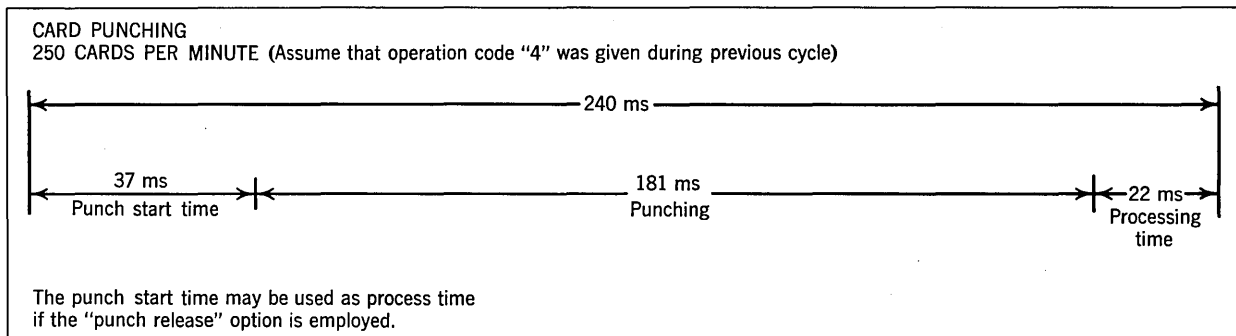 CARD PUNCHING
250 CARDS PER MINUTE (Assume that operation code "4" was given during previous cycle)
240 ms
37 ms
Punch start time
181 ms
Punching
22 ms
Processing
time
The punch start time may be used as process time
if the "punch release" option is employed.